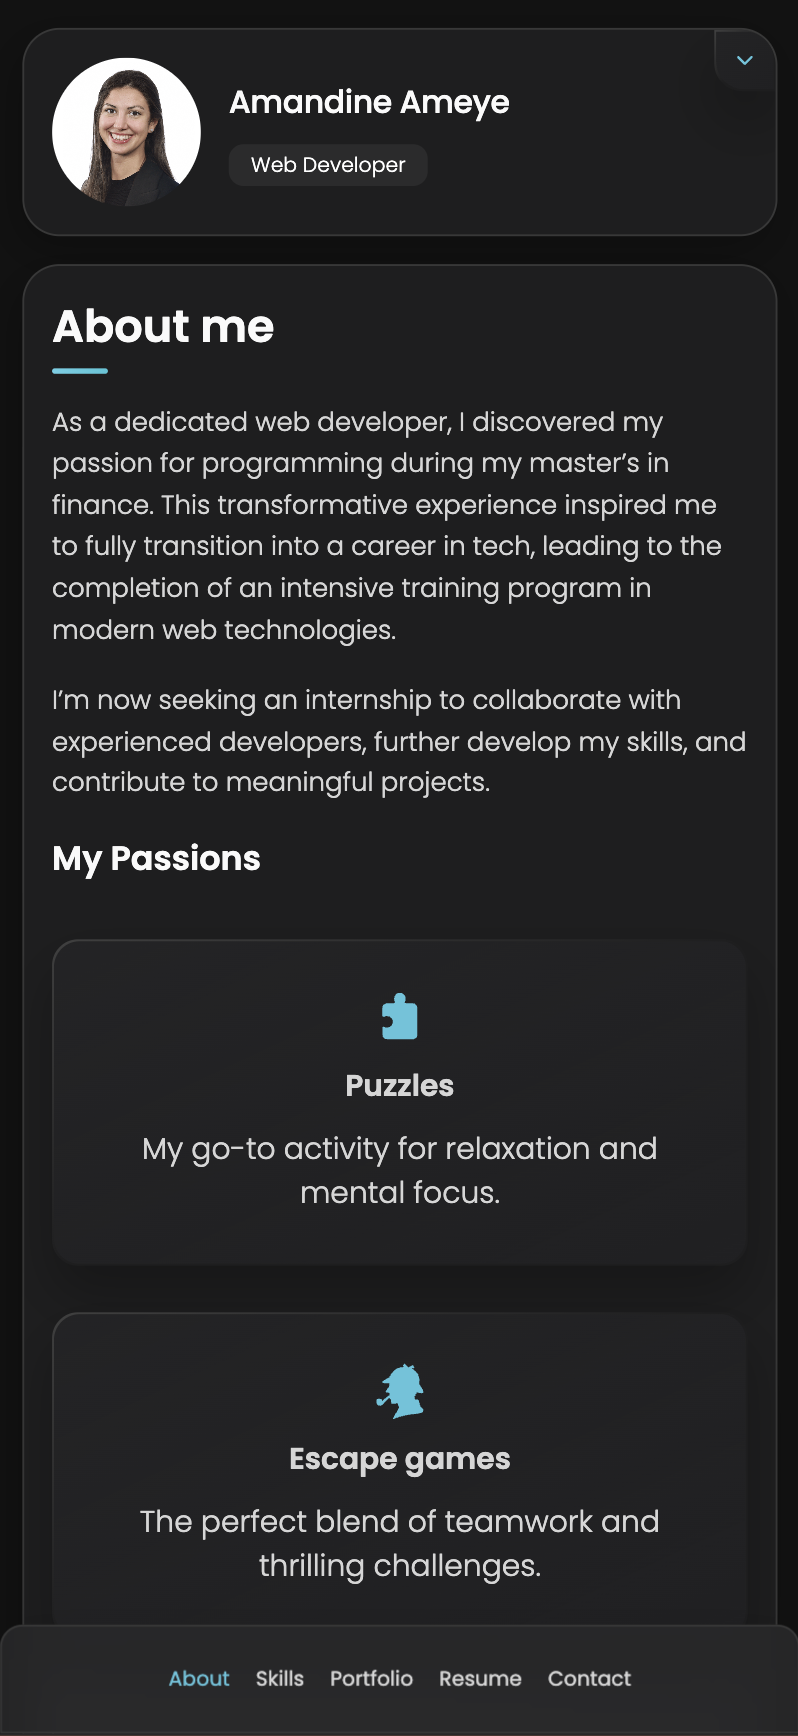 Amandine Ameye
Web Developer
About me
As a dedicated web developer, I discovered my
passion for programming during my master’s in
finance. This transformative experience inspired me
to fully transition into a career in tech, leading to the
completion of an intensive training program in
modern web technologies.
I’m now seeking an internship to collaborate with
experienced developers, further develop my skills, and
contribute to meaningful projects.
My Passions
Puzzles
My go-to activity for relaxation and
mental focus.
Escape games
The perfect blend of teamwork and
thrilling challenges.
About Skills Portfolio Resume Contact